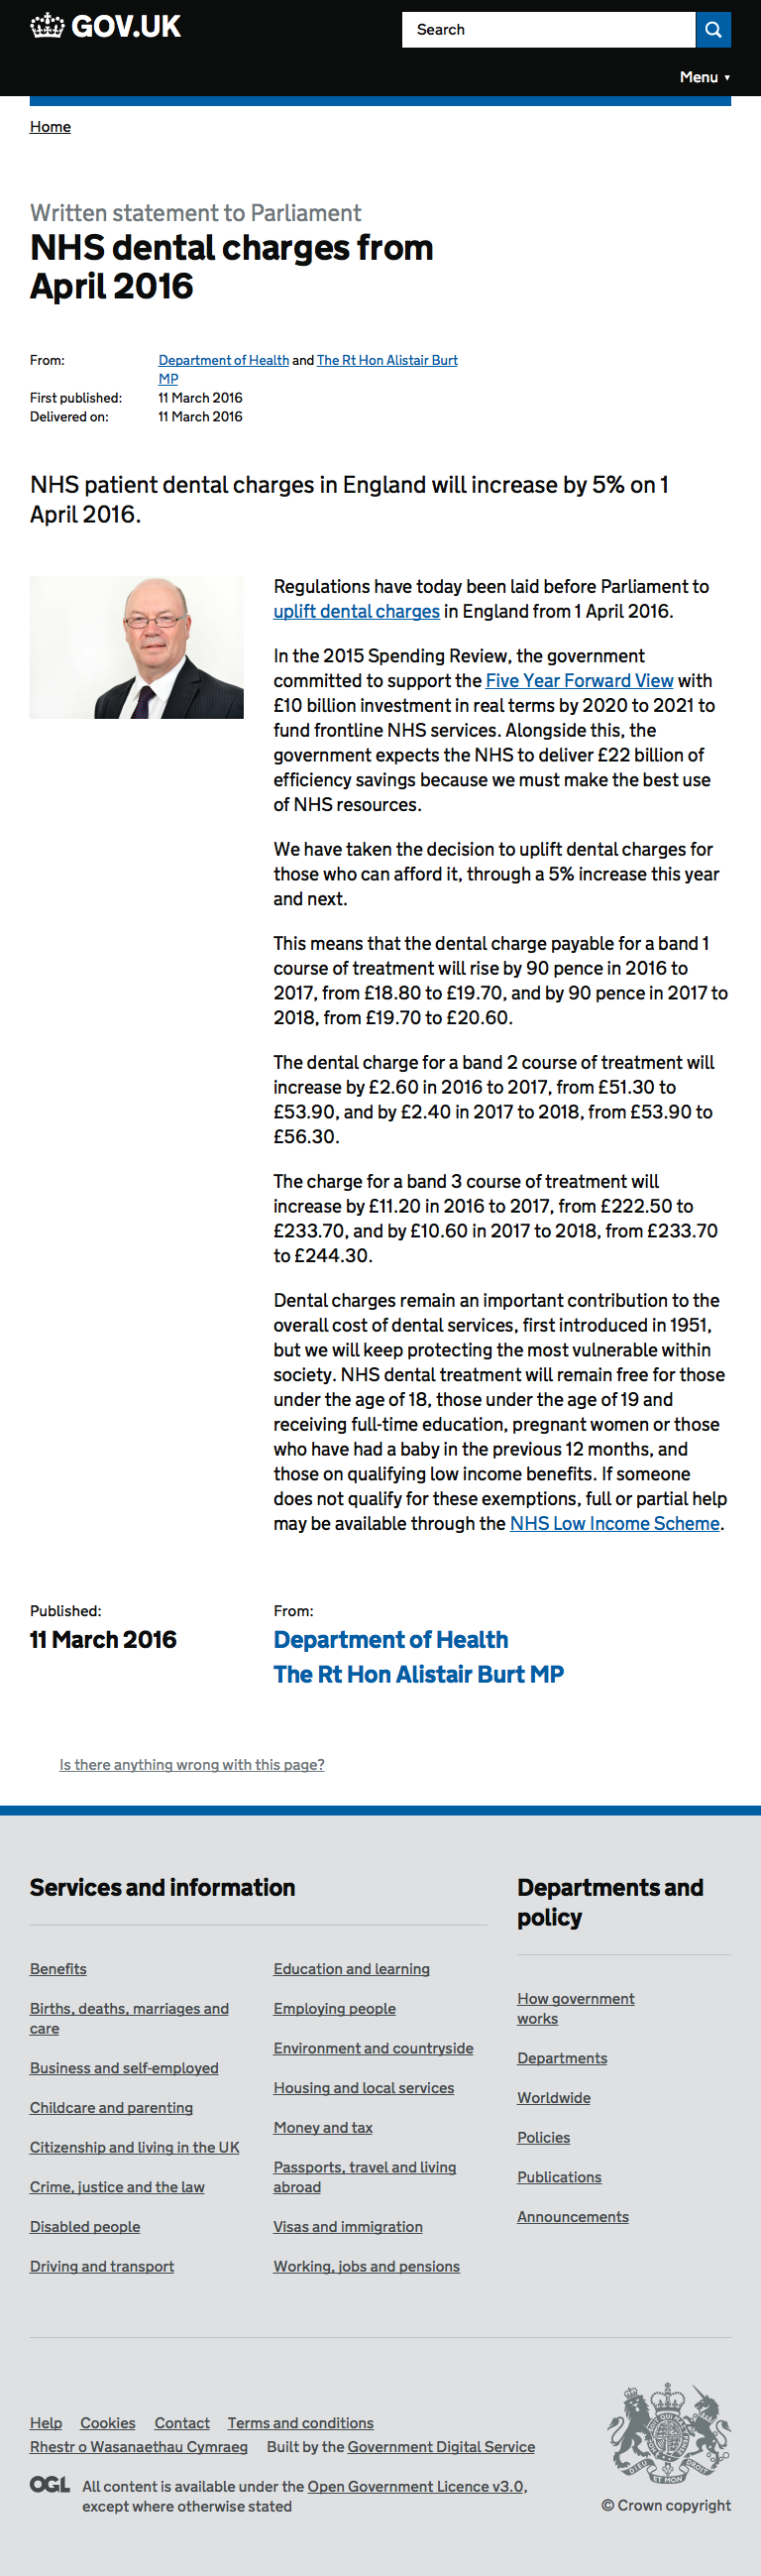 GOV.UK
Search
Menu ▼
Home
Written statement to Parliament
NHS dental charges from
April 2016
From: Department of Health and The Rt Hon Alistair Burt
MP
First published: 11 March 2016
Delivered on: 11 March 2016
NHS patient dental charges in England will increase by 5% on 1
April 2016.
Regulations have today been laid before Parliament to
uplift dental charges in England from 1 April 2016.
In the 2015 Spending Review, the government
committed to support the Five Year Forward View with
£10 billion investment in real terms by 2020 to 2021 to
fund frontline NHS services. Alongside this, the
government expects the NHS to deliver £22 billion of
efficiency savings because we must make the best use
of NHS resources.
We have taken the decision to uplift dental charges for
those who can afford it, through a 5% increase this year
and next.
This means that the dental charge payable for a band 1
course of treatment will rise by 90 pence in 2016 to
2017, from £18.80 to £19.70, and by 90 pence in 2017 to
2018, from £19.70 to £20.60.
The dental charge for a band 2 course of treatment will
increase by £2.60 in 2016 to 2017, from £51.30 to
£53.90, and by £2.40 in 2017 to 2018, from £53.90 to
£56.30.
The charge for a band 3 course of treatment will
increase by £11.20 in 2016 to 2017, from £222.50 to
£233.70, and by £10.60 in 2017 to 2018, from £233.70
to £244.30.
Dental charges remain an important contribution to the
overall cost of dental services, first introduced in 1951,
but we will keep protecting the most vulnerable within
society. NHS dental treatment will remain free for those
under the age of 18, those under the age of 19 and
receiving full-time education, pregnant women or those
who have had a baby in the previous 12 months, and
those on qualifying low income benefits. If someone
does not qualify for these exemptions, full or partial help
may be available through the NHS Low Income Scheme.
Published:
11 March 2016
From:
Department of Health
The Rt Hon Alistair Burt MP
Is there anything wrong with this page?
Services and information
Benefits
Births, deaths, marriages and
care
Business and self-employed
Childcare and parenting
Citizenship and living in the UK
Crime, justice and the law
Disabled people
Driving and transport
Education and learning
Employing people
Environment and countryside
Housing and local services
Money and tax
Passports, travel and living
abroad
Visas and immigration
Working, jobs and pensions
Departments and
policy
How government
works
Departments
Worldwide
Policies
Publications
Announcements
Help Cookies Contact Terms and conditions
Rhestr o Wasanaethau Cymraeg Built by the Government Digital Service
OGL All content is available under the Open Government Licence v3.0,
except where otherwise stated
DIEU ET MON DROIT
© Crown copyright